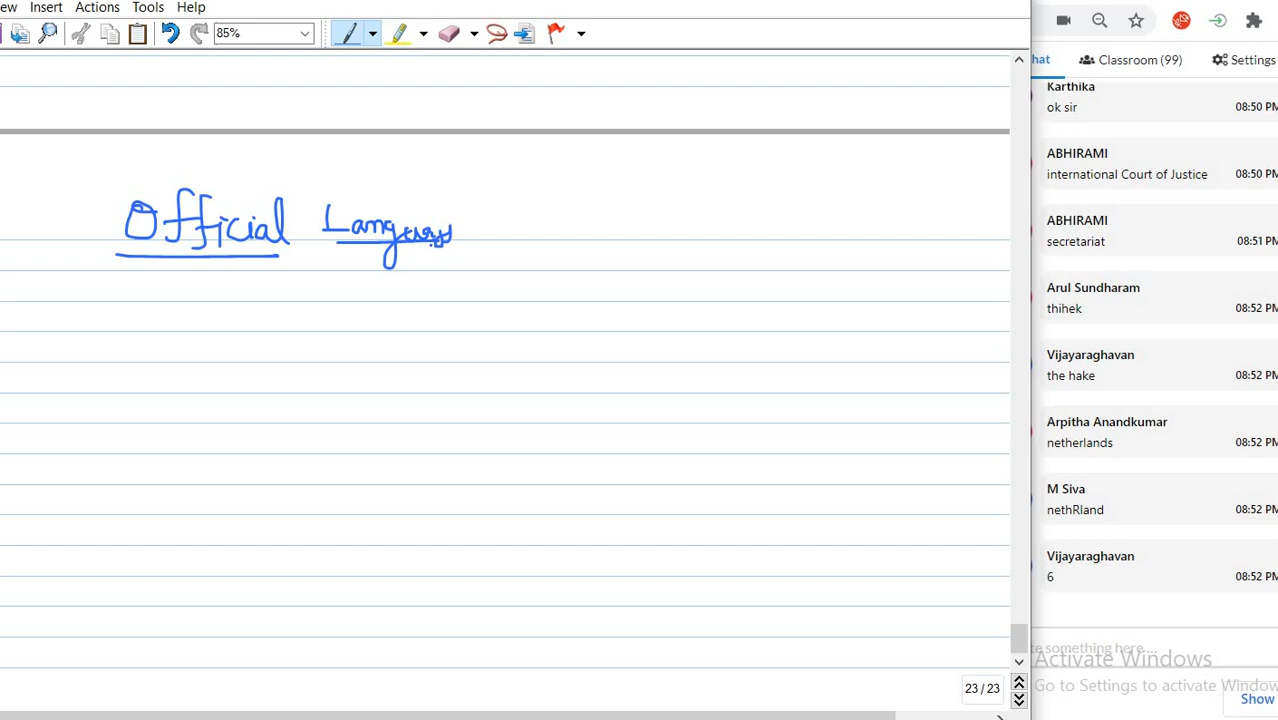 ew Insert Actions Tools Help
85%
hat Classroom (99) Settings
Karthika
ok sir 08:50 PM
ABHIRAMI
international Court of Justice 08:50 PM
ABHIRAMI
secretariat 08:51 PM
Official
Arul Sundharam
thihek 08:52 PM
Vijayaraghavan
the hake 08:52 PM
Arpitha Anandkumar
netherlands 08:52 PM
M Siva
nethRland 08:52 PM
Vijayaraghavan
6 08:52 PM
te something here...
Activate Windows
Go to Settings to activate Window
Show
23 / 23